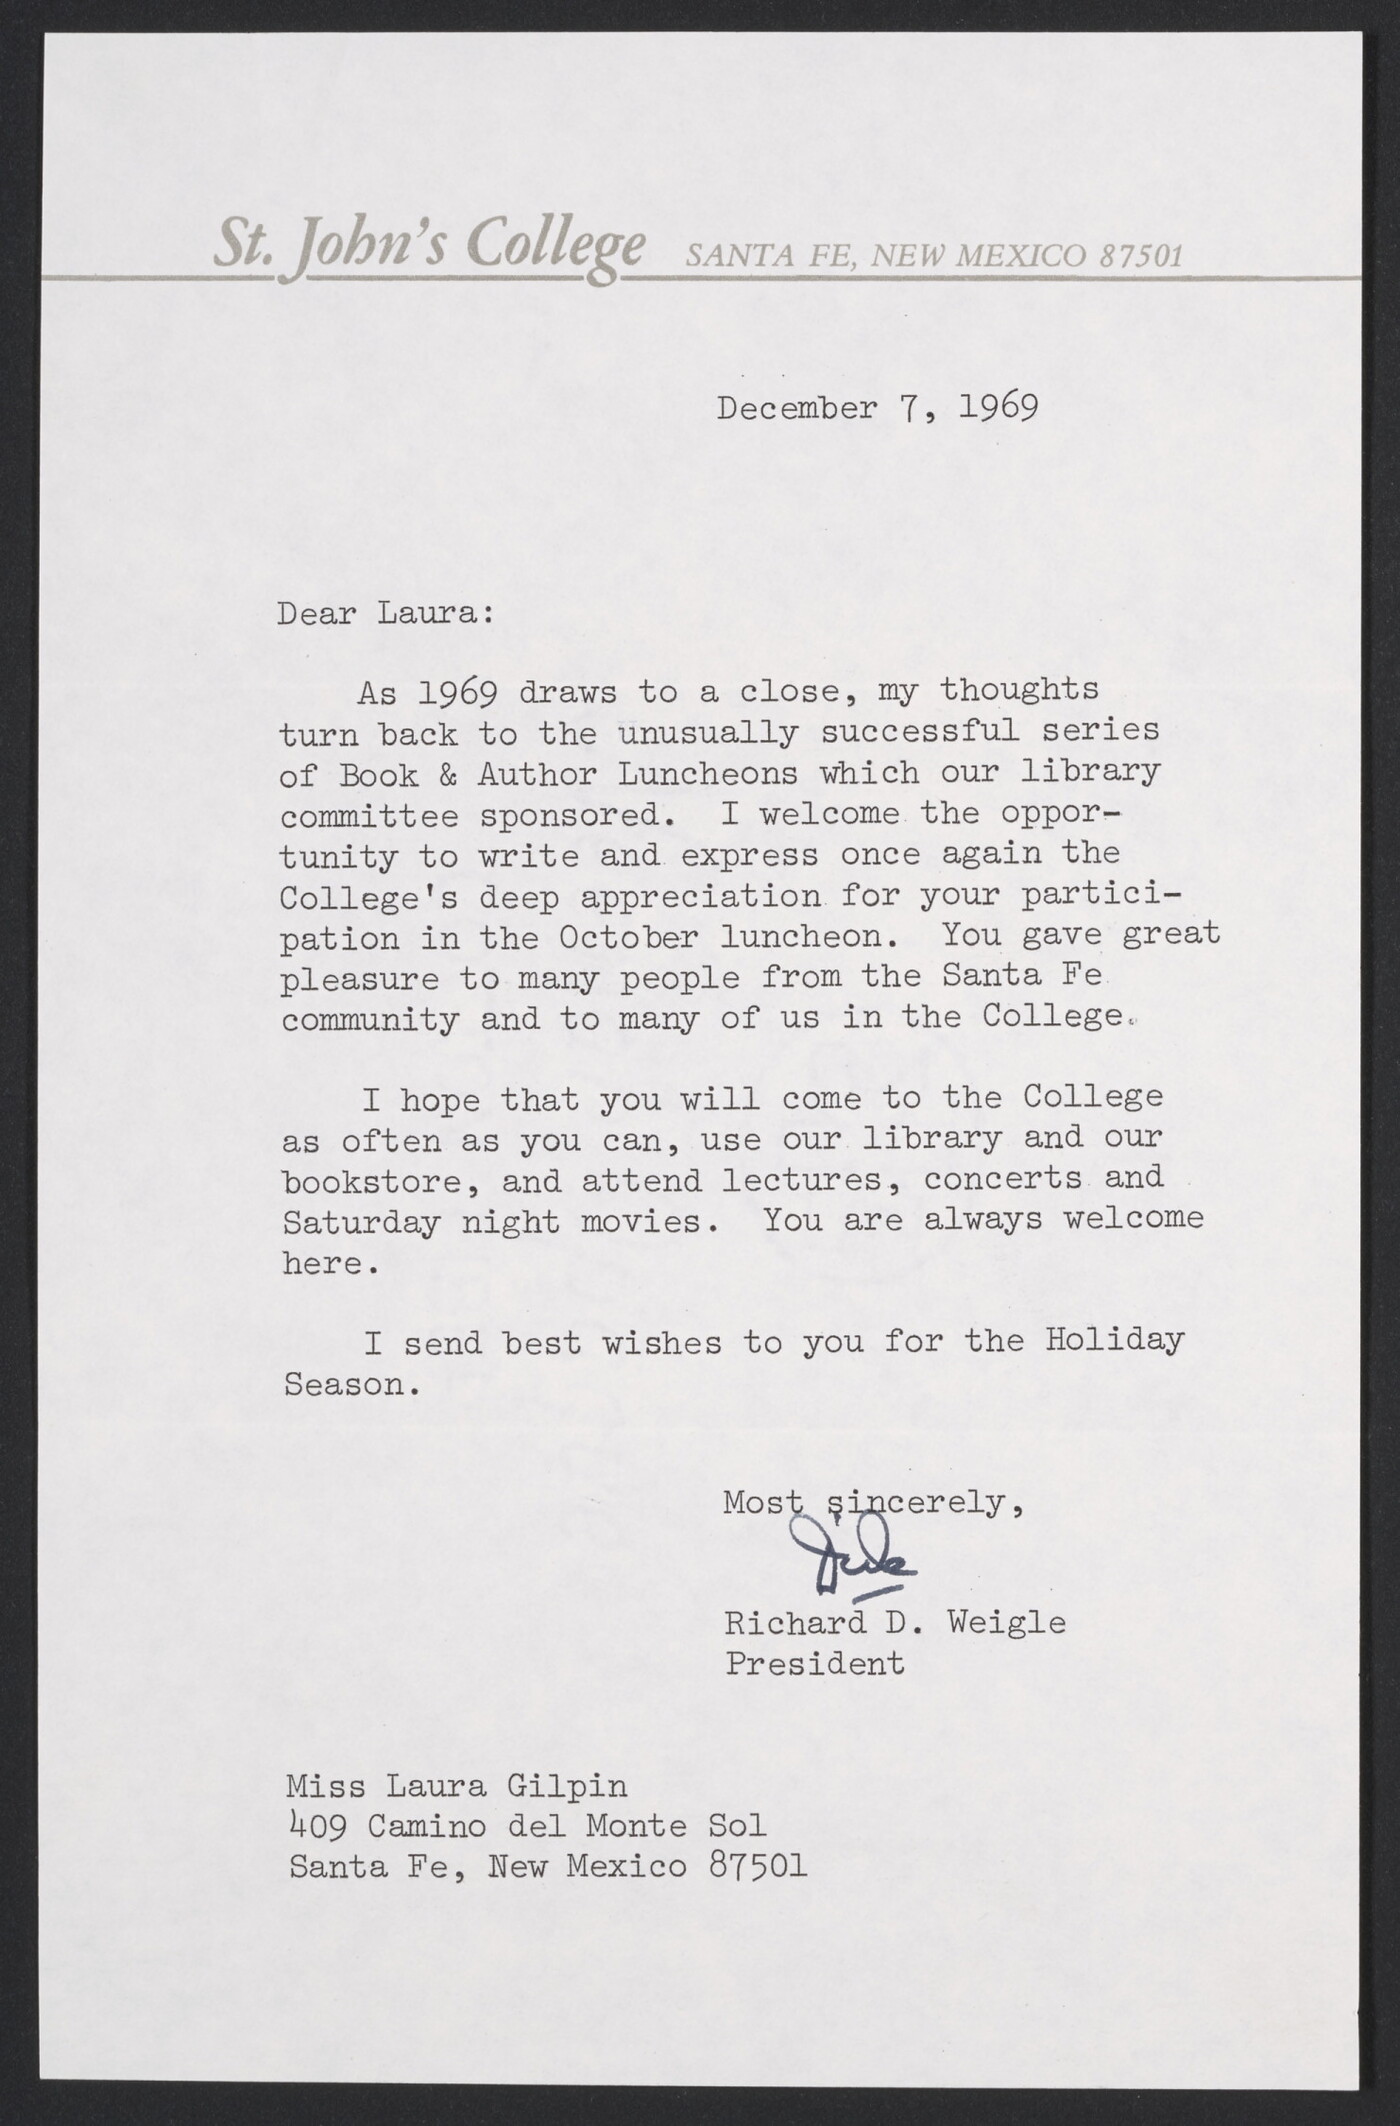 St. John's College SANTA FE, NEW MEXICO 87501
December 7, 1969
Dear Laura:
As 1969 draws to a close, my thoughts
turn back to the unusually successful series
of Book & Author Luncheons which our library
committee sponsored. I welcome the oppor-
tunity to write and express once again the
College's deep appreciation for your partici-
pation in the October luncheon. You gave great
pleasure to many people from the Santa Fe
community and to many of us in the College.
I hope that you will come to the College
as often as you can, use our library and our
bookstore, and attend lectures, concerts and
Saturday night movies. You are always welcome
here.
I send best wishes to you for the Holiday
Season.
Most sincerely,
Dick
Richard D. Weigle
President
Miss Laura Gilpin
409 Camino del Monte Sol
Santa Fe, New Mexico 87501